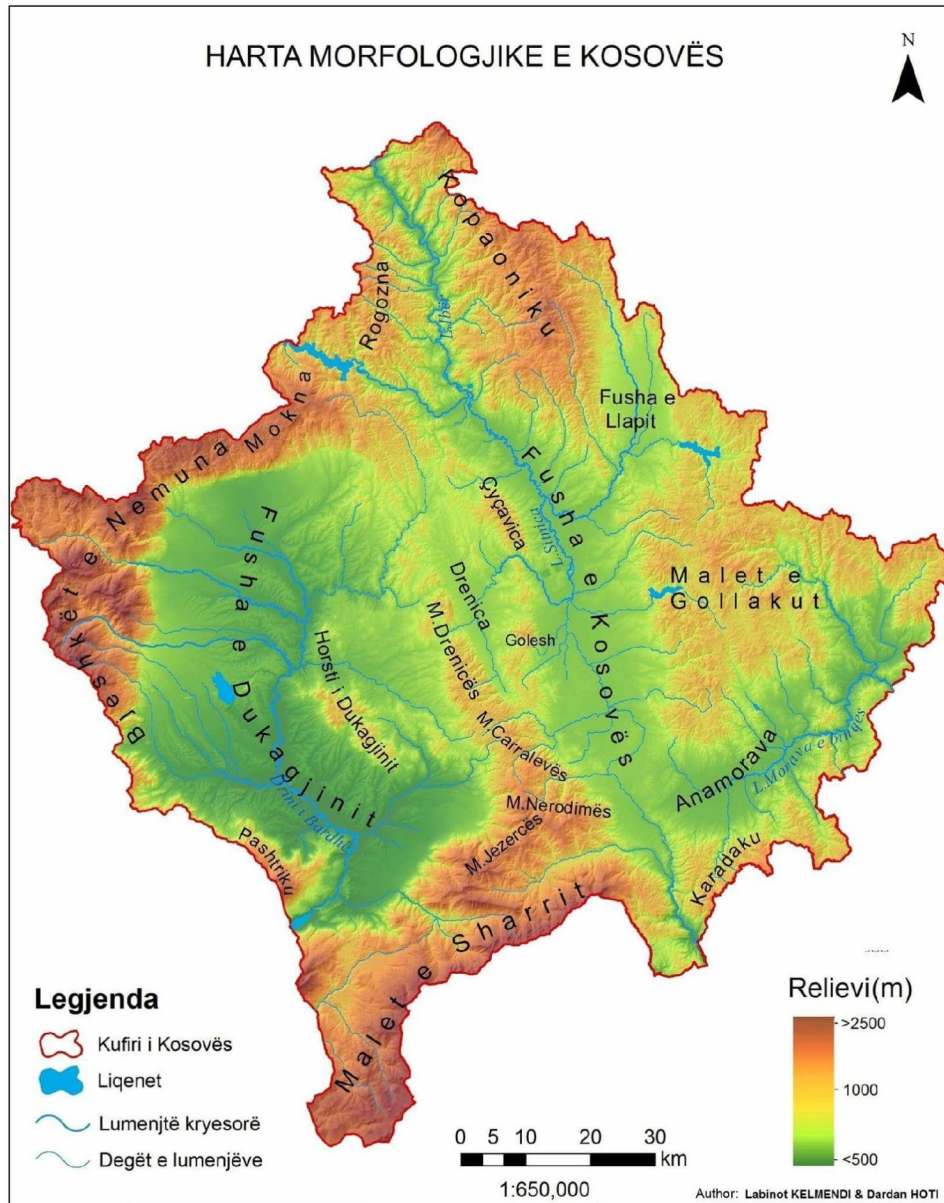 HARTA MORFOLOGJIKE E KOSOVËS
N
Kopaoniku
Rogozna
L.Ibër
Mokna
Fusha e
Llapit
Bjeshkët e Nemuna
Fusha e Kosovës
Çyçavica
L.Sitnica
Fusha e Dukagjinit
Drenica
M.Drenicës
Golesh
Malet e
Gollakut
Horsti i Dukagjinit
M.Carralevës
Anamorava
L.Morava e binqës
M.Nerodimës
Drini i Bardhë
M.Jezercës
Pashtriku
Karadaku
Malet e Sharrit
Legjenda
Kufiri i Kosovës
Liqenet
Lumenjtë kryesorë
Degët e lumenjëve
0 5 10 20 30
km
1:650,000
Relievi(m)
>2500
1000
<500
Author: Labinot KELMENDI & Dardan HOTI